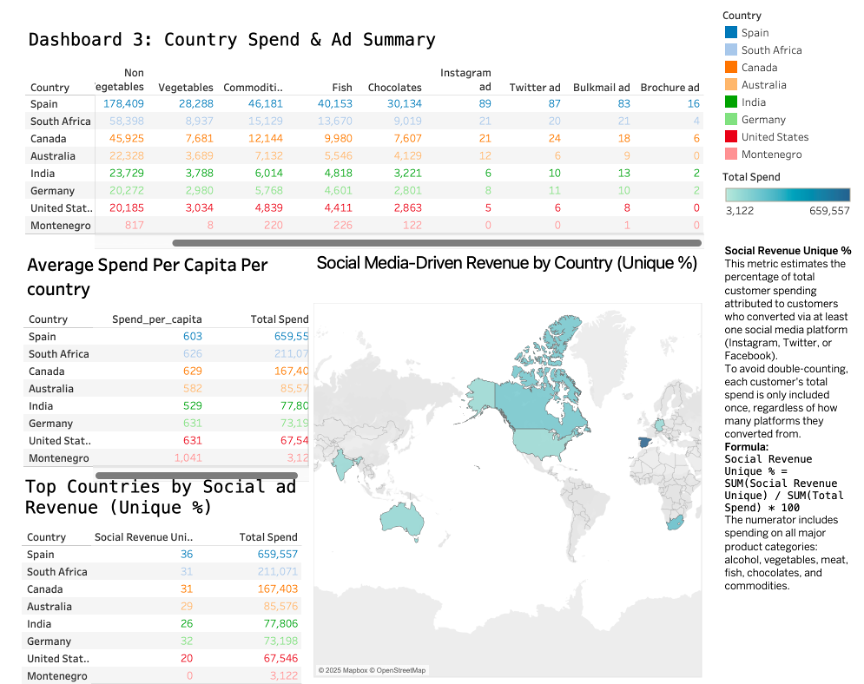 Dashboard 3: Country Spend & Ad Summary
Non Instagram
Country egetables Vegetables Commoditi.. Fish Chocolates ad Twitter ad Bulkmail ad Brochure ad
Spain 178,409 28,288 46,181 40,153 30,134 89 87 83 16
South Africa 58,398 8,937 15,129 13,670 9,019 21 20 21 4
Canada 45,925 7,681 12,144 9,980 7,607 21 24 18 6
Australia 22,328 3,689 7,132 5,546 4,129 12 6 9 0
India 23,729 3,788 6,014 4,818 3,221 6 10 13 2
Germany 20,272 2,980 5,768 4,601 2,801 8 11 10 2
United Stat.. 20,185 3,034 4,839 4,411 2,863 5 6 8 0
Montenegro 817 8 220 226 122 0 0 1 0
Average Spend Per Capita Per
country
Country Spend_per_capita Total Spend
Spain 603 659,55
South Africa 626 211,07
Canada 629 167,40
Australia 582 85,57
India 529 77,80
Germany 631 73,19
United Stat.. 631 67,54
Montenegro 1,041 3,12
Top Countries by Social ad
Revenue (Unique %)
Country Social Revenue Uni.. Total Spend
Spain 36 659,557
South Africa 31 211,071
Canada 31 167,403
Australia 29 85,576
India 26 77,806
Germany 32 73,198
United Stat.. 20 67,546
Montenegro 0 3,122
Social Media-Driven Revenue by Country (Unique %)
© 2025 Mapbox © OpenStreetMap
Country
Spain
South Africa
Canada
Australia
India
Germany
United States
Montenegro
Total Spend
3,122 659,557
Social Revenue Unique %
This metric estimates the
percentage of total
customer spending
attributed to customers
who converted via at least
one social media platform
(Instagram, Twitter, or
Facebook).
To avoid double-counting,
each customer's total
spend is only included
once, regardless of how
many platforms they
converted from.
Formula:
Social Revenue
Unique % =
SUM(Social Revenue
Unique) / SUM(Total
Spend) * 100
The numerator includes
spending on all major
product categories:
alcohol, vegetables, meat,
fish, chocolates, and
commodities.